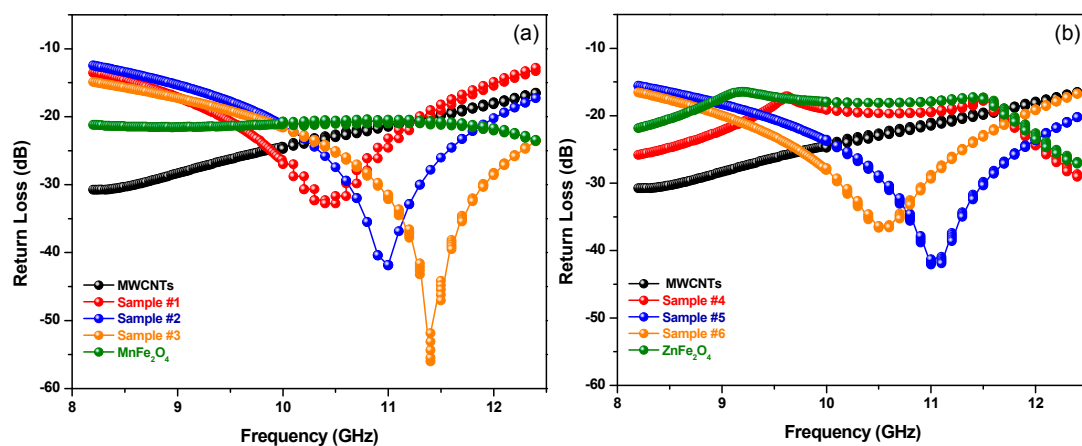 (a)
-10
-20
-30
-40
-50
-60
Return Loss (dB)
MWCNTs
Sample #1
Sample #2
Sample #3
MnFe₂O₄
8 9 10 11 12
Frequency (GHz)
(b)
-10
-20
-30
-40
-50
-60
Return Loss (dB)
MWCNTs
Sample #4
Sample #5
Sample #6
ZnFe₂O₄
8 9 10 11 12
Frequency (GHz)